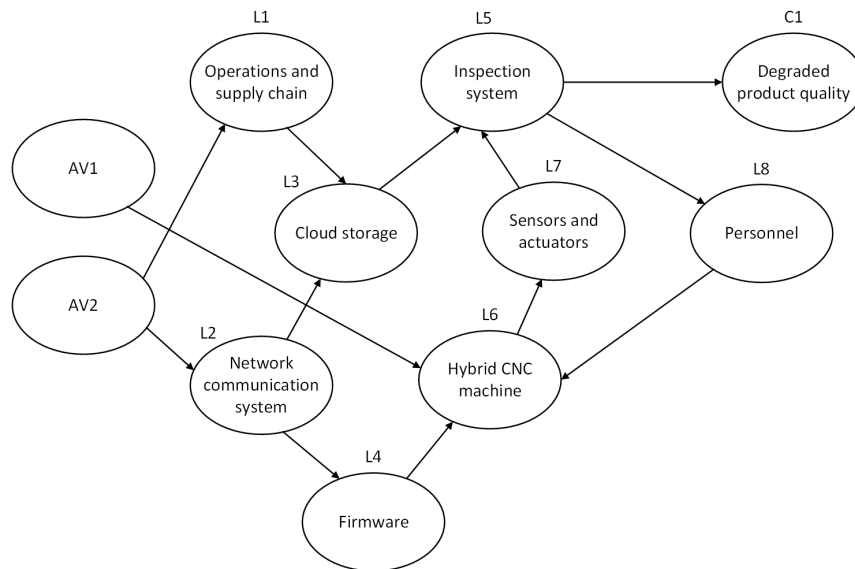 L1
Operations and
supply chain
L5
Inspection
system
C1
Degraded
product quality
AV1
L3
Cloud storage
L7
Sensors and
actuators
L8
Personnel
AV2
L2
Network
communication
system
L6
Hybrid CNC
machine
L4
Firmware